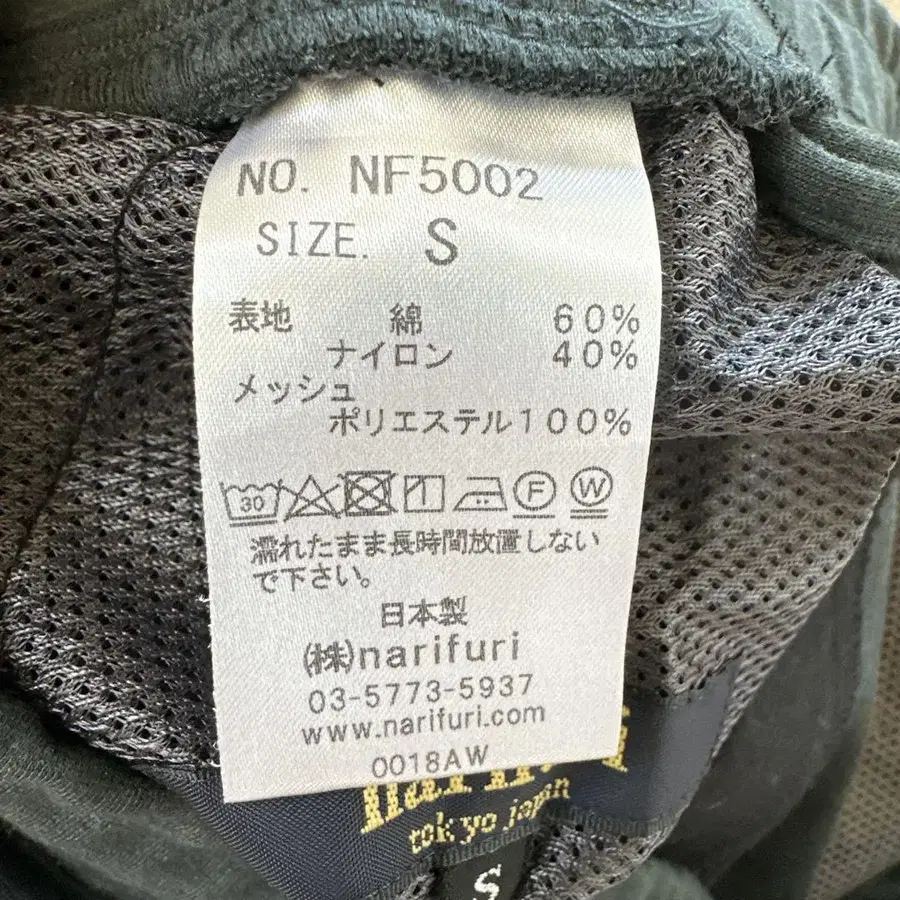 NO. NF5002
SIZE. S
表地 綿 60%
ナイロン 40%
メッシュ
ポリエステル100%
30 F W
濡れたまま長時間放置しない
で下さい。
日本製
(株)narifuri
03-5773-5937
www.narifuri.com
0018AW
tokyo japan
S